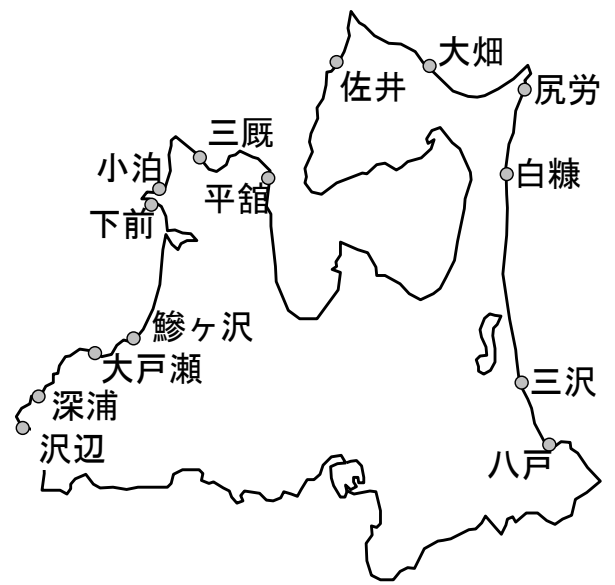 大畑
佐井
尻労
三厩
小泊
白糠
平舘
下前
鰺ヶ沢
大戸瀬
三沢
深浦
沢辺
八戸